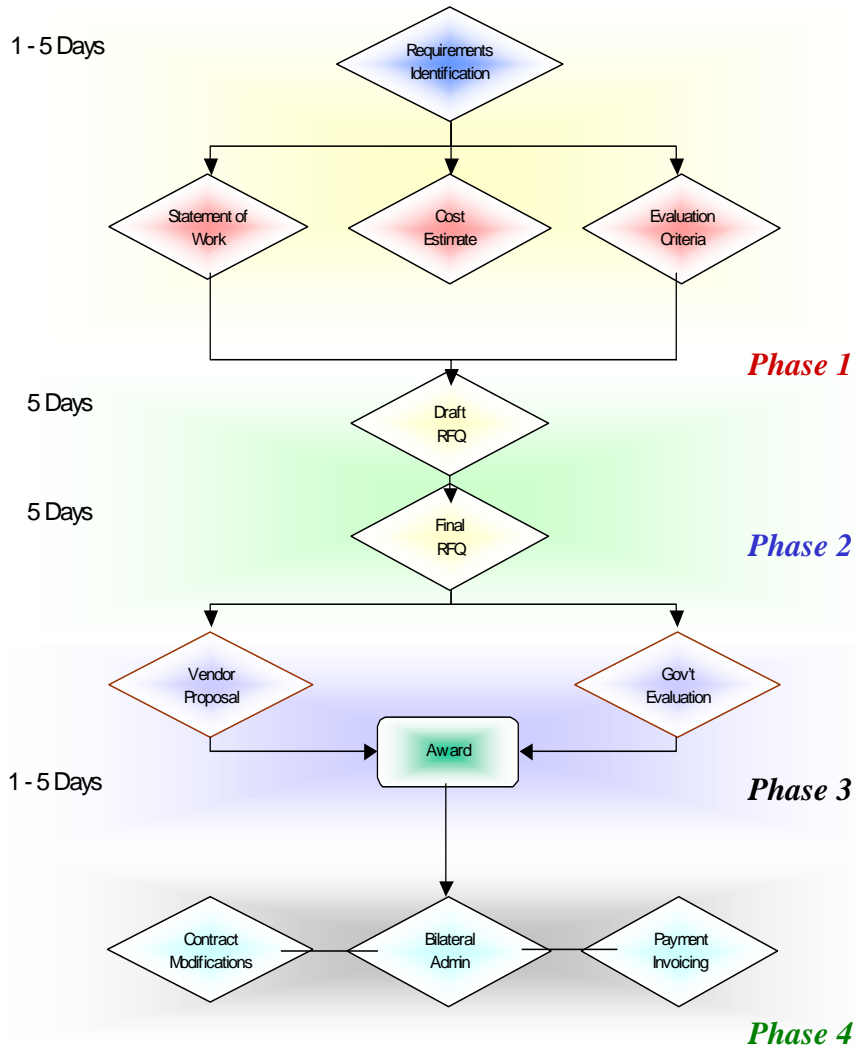 1 - 5 Days
Requirements
Identification
Statement of
Work
Cost
Estimate
Evaluation
Criteria
Phase 1
5 Days
Draft
RFQ
5 Days
Final
RFQ
Phase 2
Vendor
Proposal
Gov't
Evaluation
Award
1 - 5 Days
Phase 3
Contract
Modifications
Bilateral
Admin
Payment
Invoicing
Phase 4